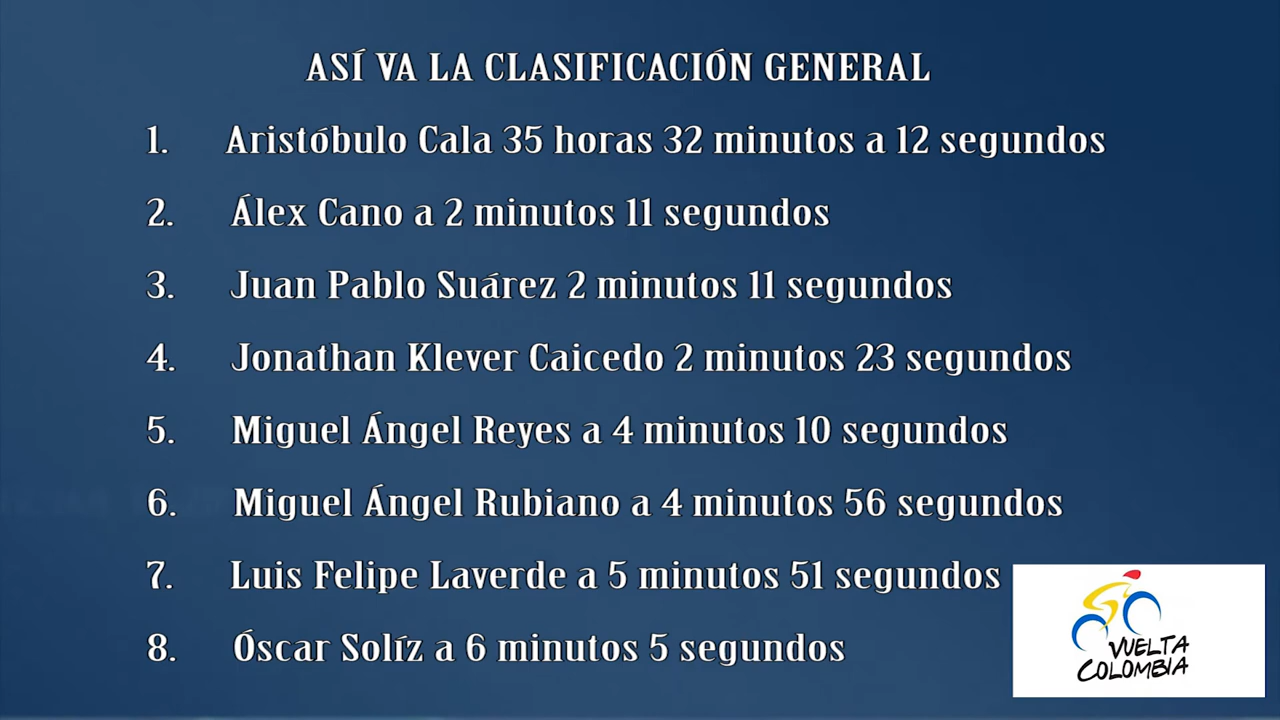 ASÍ VA LA CLASIFICACIÓN GENERAL
1. Aristóbulo Cala 35 horas 32 minutos a 12 segundos
2. Álex Cano a 2 minutos 11 segundos
3. Juan Pablo Suárez 2 minutos 11 segundos
4. Jonathan Klever Caicedo 2 minutos 23 segundos
5. Miguel Ángel Reyes a 4 minutos 10 segundos
6. Miguel Ángel Rubiano a 4 minutos 56 segundos
7. Luis Felipe Laverde a 5 minutos 51 segundos
8. Óscar Solíz a 6 minutos 5 segundos
VUELTA
COLOMBIA